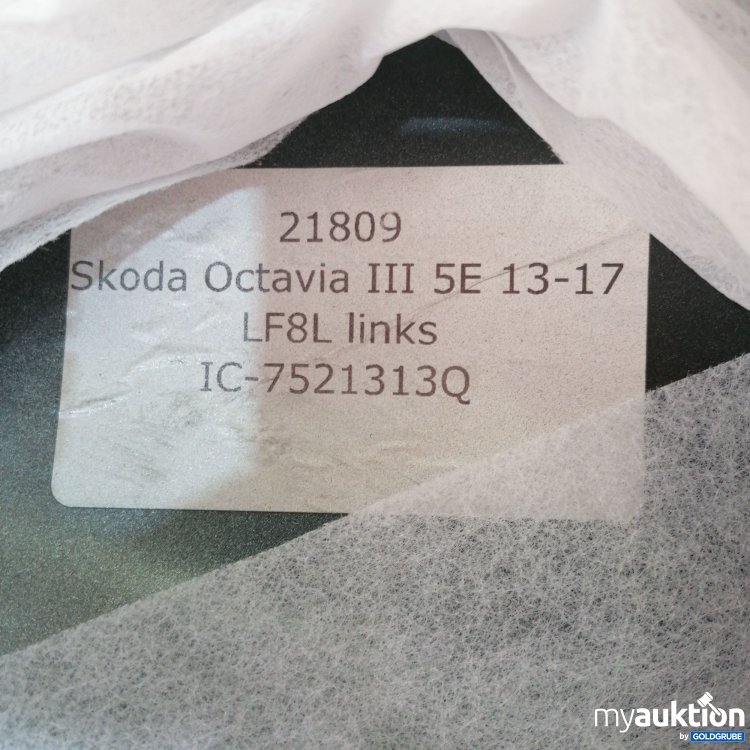 21809
Skoda Octavia III 5E 13-17
LF8L links
IC-7521313Q
myauktion
by GOLDGRUBE